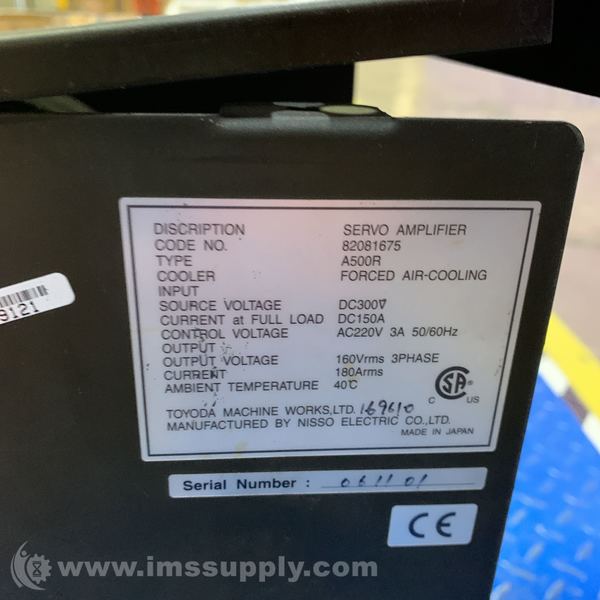 DISCRIPTION SERVO AMPLIFIER
CODE NO. 82081675
TYPE A500R
COOLER FORCED AIR-COOLING
INPUT
SOURCE VOLTAGE DC300V
CURRENT at FULL LOAD DC150A
CONTROL VOLTAGE AC220V 3A 50/60Hz
OUTPUT
OUTPUT VOLTAGE 160Vrms 3PHASE
CURRENT 180Arms
AMBIENT TEMPERATURE 40℃
C US
TOYODA MACHINE WORKS,LTD. 169610
MANUFACTURED BY NISSO ELECTRIC CO.,LTD.
MADE IN JAPAN
9121
Serial Number : 061101
CE
www.imssupply.com